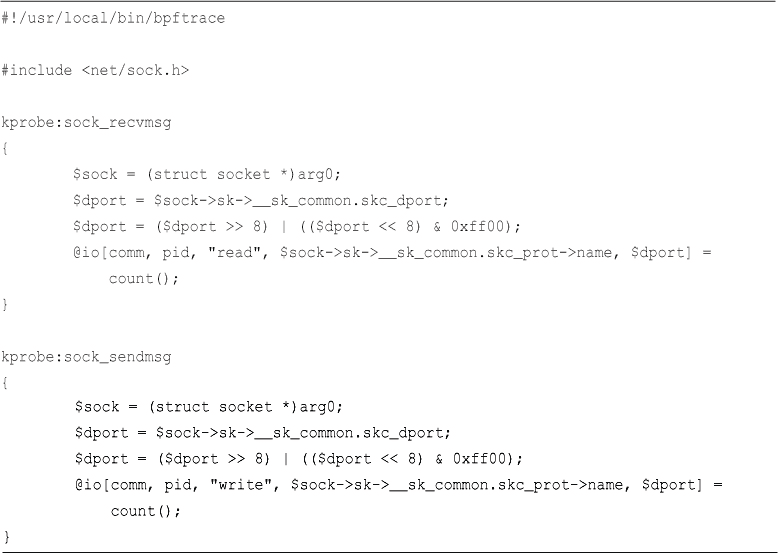 #!/usr/local/bin/bpftrace
#include <net/sock.h>
kprobe:sock_recvmsg
{
$sock = (struct socket *)arg0;
$dport = $sock->sk->__sk_common.skc_dport;
$dport = ($dport >> 8) | (($dport << 8) & 0xff00);
@io[comm, pid, "read", $sock->sk->__sk_common.skc_prot->name, $dport] =
count();
}
kprobe:sock_sendmsg
{
$sock = (struct socket *)arg0;
$dport = $sock->sk->__sk_common.skc_dport;
$dport = ($dport >> 8) | (($dport << 8) & 0xff00);
@io[comm, pid, "write", $sock->sk->__sk_common.skc_prot->name, $dport] =
count();
}